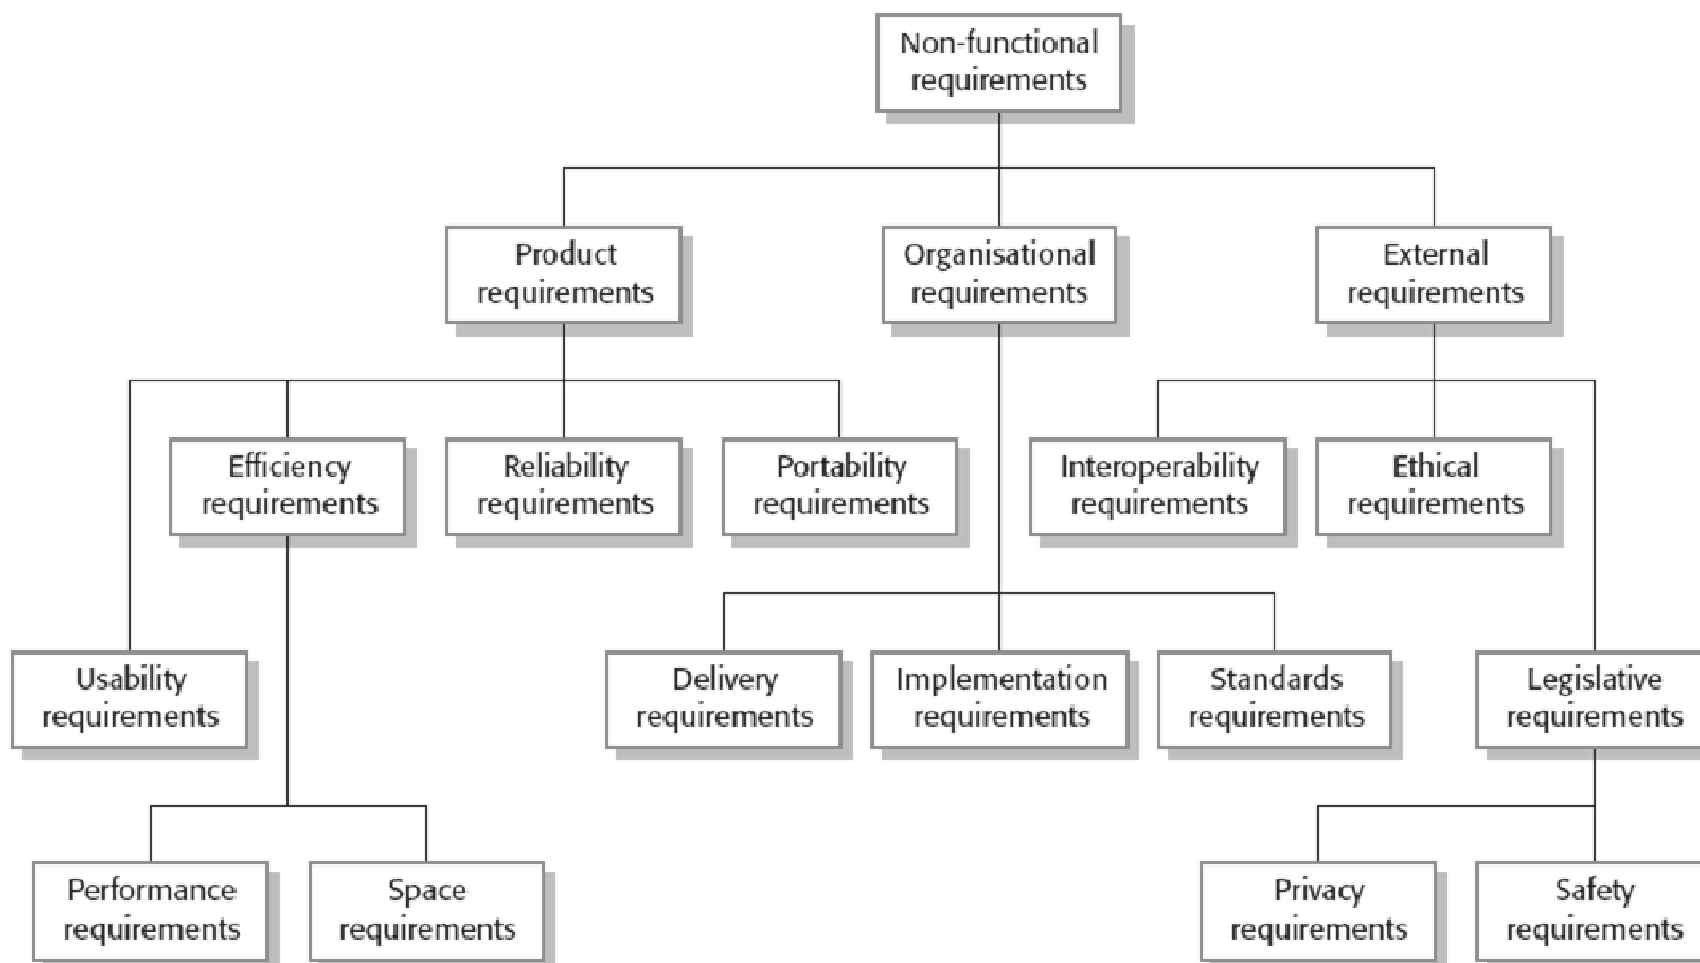 Non-functional
requirements
Product
requirements
Organisational
requirements
External
requirements
Efficiency
requirements
Reliability
requirements
Portability
requirements
Interoperability
requirements
Ethical
requirements
Usability
requirements
Delivery
requirements
Implementation
requirements
Standards
requirements
Legislative
requirements
Performance
requirements
Space
requirements
Privacy
requirements
Safety
requirements